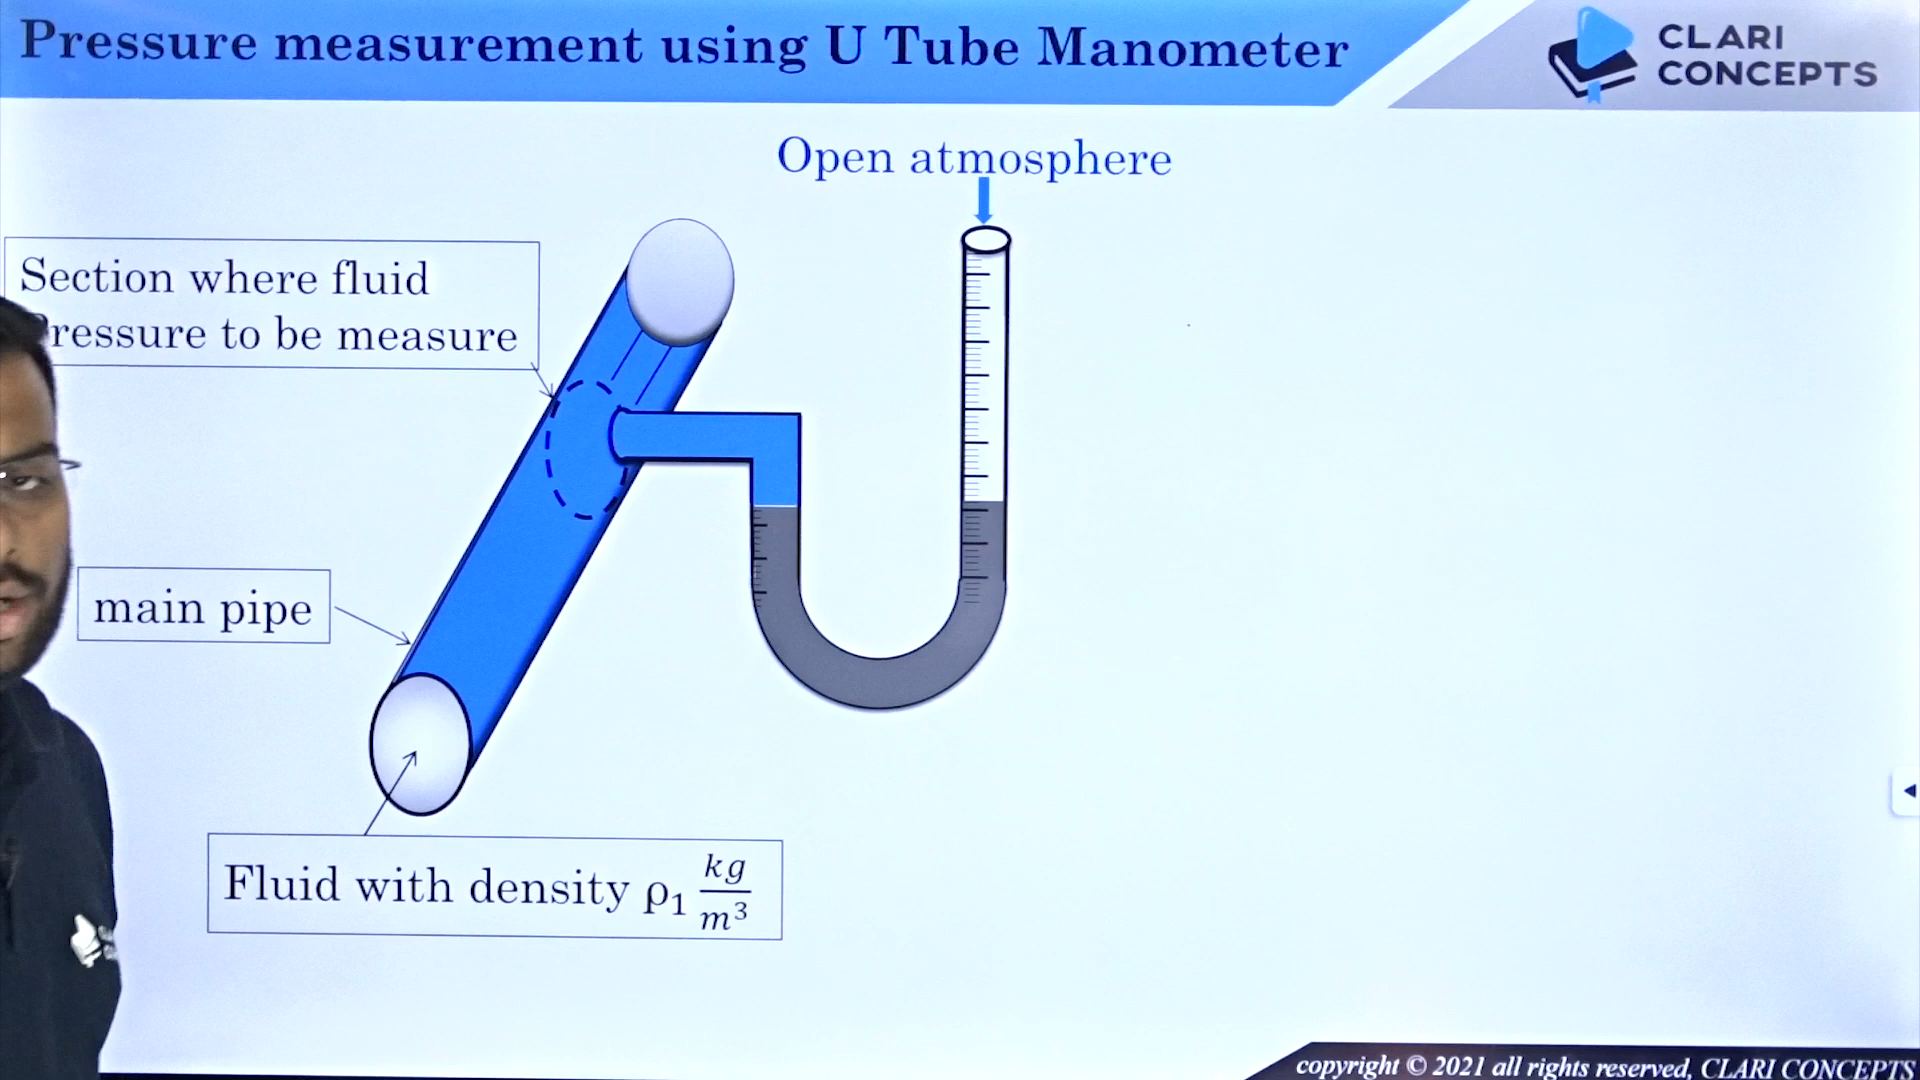 Pressure measurement using U Tube Manometer
CLARI
CONCEPTS
Open atmosphere
Section where fluid
Pressure to be measure
main pipe
Fluid with density ρ₁ kg/m³
copyright © 2021 all rights reserved, CLARI CONCEPTS